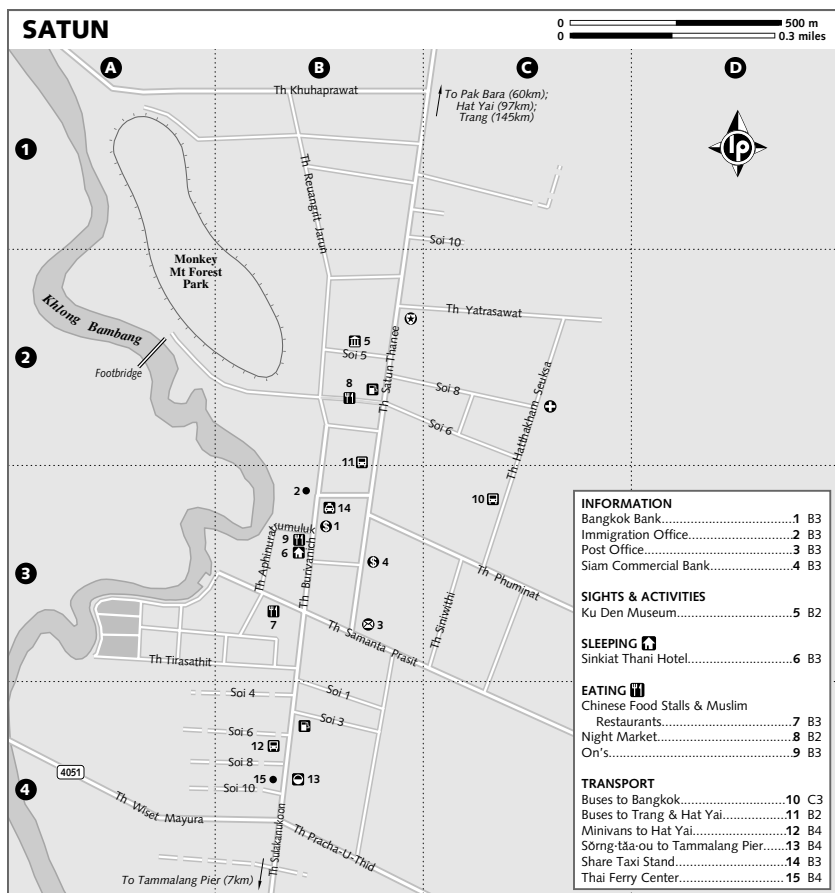 SATUN
0 500 m
0 0.3 miles
A B C D
Th Khuhaprawat
To Pak Bara (60km);
Hat Yai (97km);
Trang (145km)
1
lp
Th Reuangrit Jarun
Soi 10
Monkey
Mt Forest
Park
Khlong Bambang
Th Yatrasawat
5
Soi 5
Th Satun Thanee
2
Footbridge
8
Soi 8
Th Hatthakham Seuksa
Soi 6
11
10
2
14
Kumuluk
1
9
6
4
Th Aphinurat
Th Burivanich
3
Th Phuminat
7
3
Th Siniwithi
Th Samanta Prasit
Th Tirasathit
Soi 4
Soi 1
Soi 3
Soi 6
12
Soi 8
4051
15
13
4
Soi 10
Th Wiset Mayura
Th Sulakanukoon
Th Pracha-U-Thid
To Tammalang Pier (7km)
INFORMATION
Bangkok Bank 1 B3
Immigration Office 2 B3
Post Office 3 B3
Siam Commercial Bank 4 B3
SIGHTS & ACTIVITIES
Ku Den Museum 5 B2
SLEEPING
Sinkiat Thani Hotel 6 B3
EATING
Chinese Food Stalls & Muslim
Restaurants 7 B3
Night Market 8 B2
On's 9 B3
TRANSPORT
Buses to Bangkok 10 C3
Buses to Trang & Hat Yai 11 B2
Minivans to Hat Yai 12 B4
Sŏrng·tăa·ou to Tammalang Pier 13 B4
Share Taxi Stand 14 B3
Thai Ferry Center 15 B4